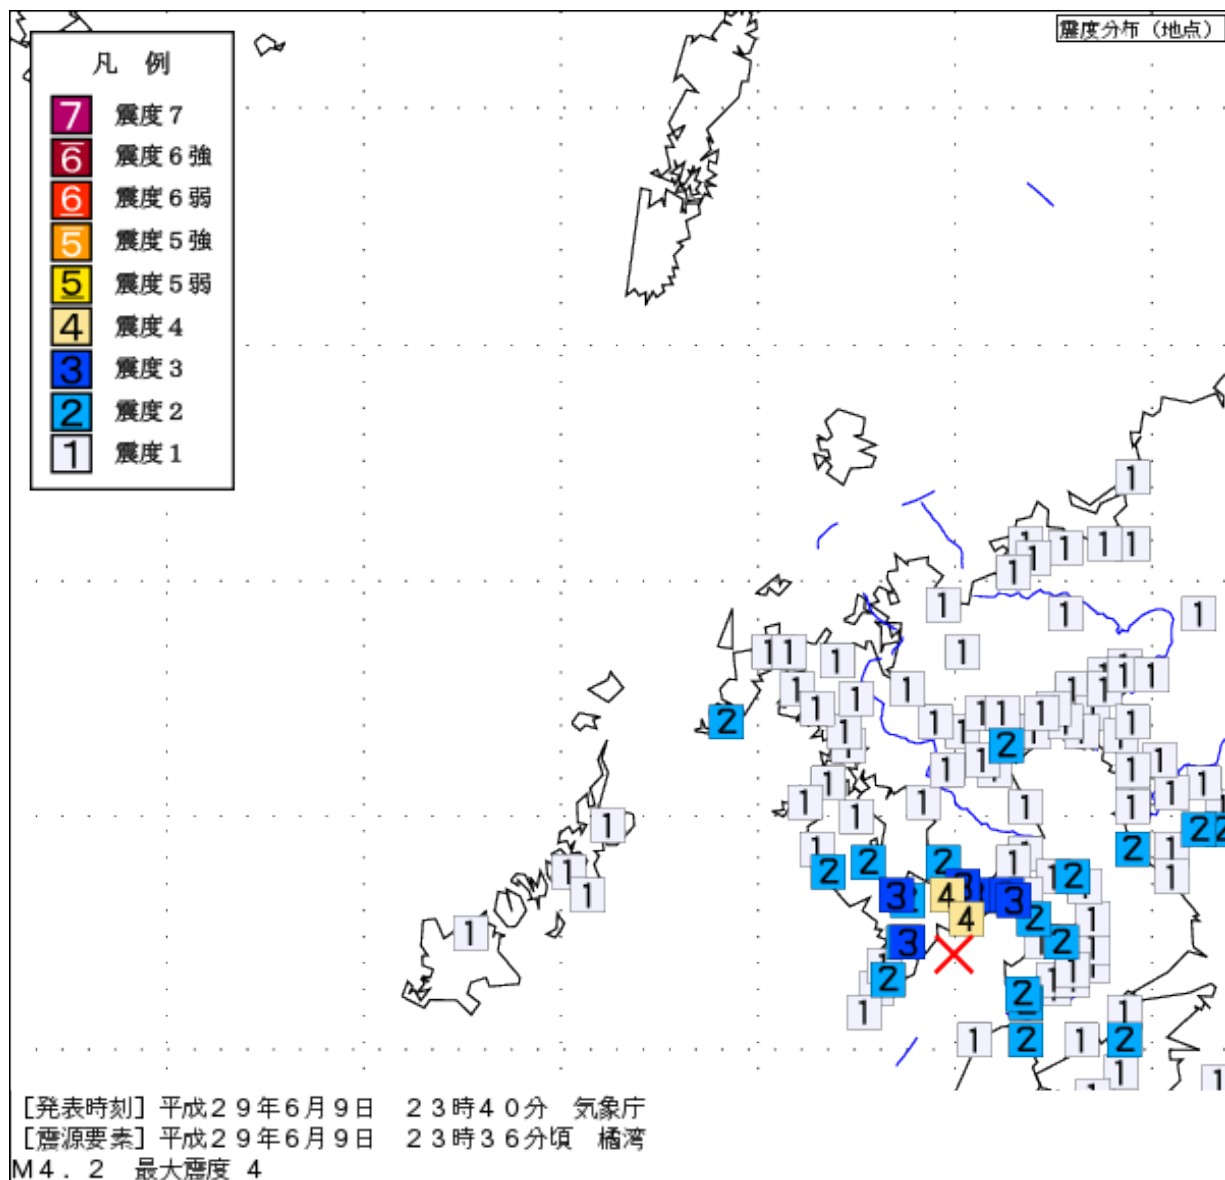 震度分布（地点）
凡 例
7 震度７
6 震度６強
6 震度６弱
5 震度５強
5 震度５弱
4 震度４
3 震度３
2 震度２
1 震度１
［発表時刻］平成２９年６月９日　２３時４０分　気象庁
［震源要素］平成２９年６月９日　２３時３６分頃　橘湾
Ｍ４．２　最大震度 ４